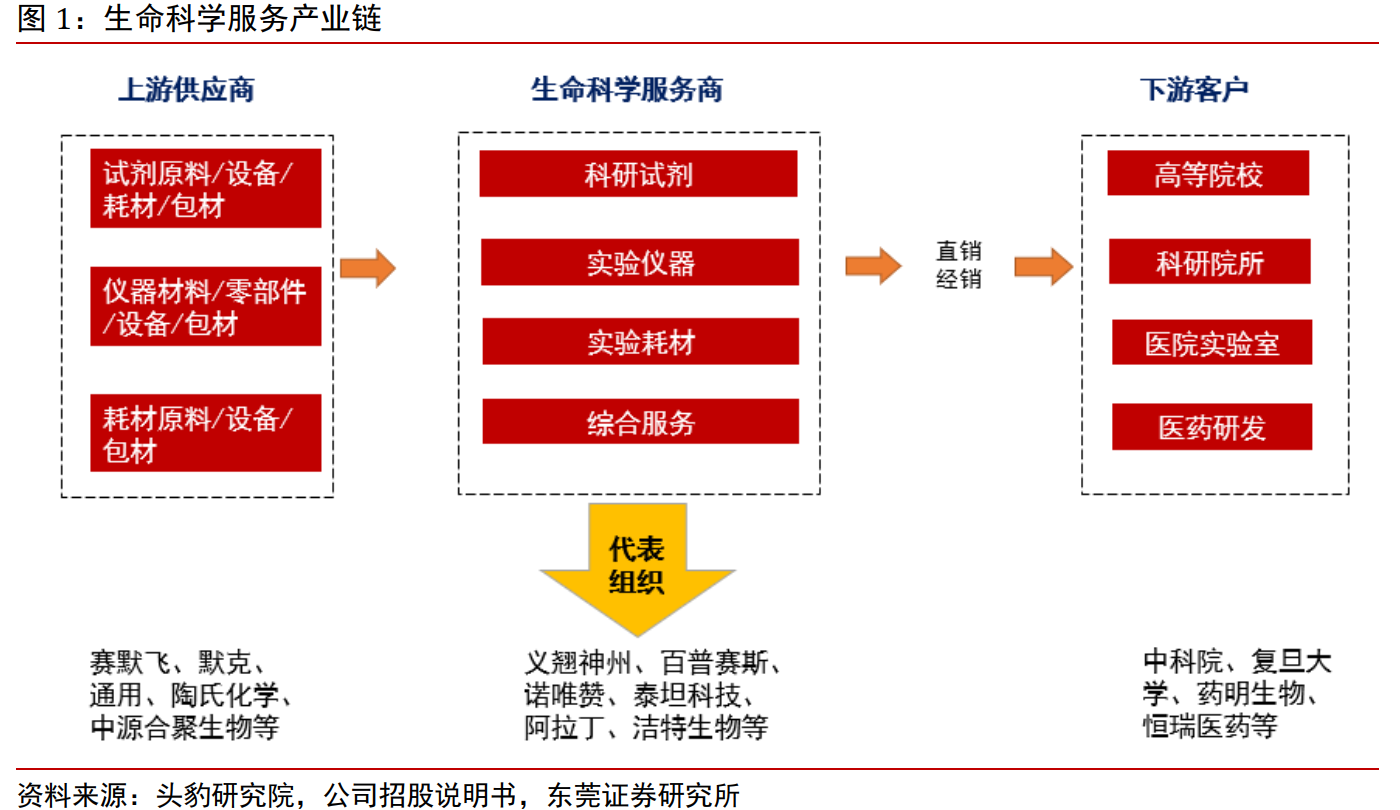 图 1：生命科学服务产业链
上游供应商
试剂原料/设备/
耗材/包材
仪器材料/零部件
/设备/包材
耗材原料/设备/
包材
生命科学服务商
科研试剂
实验仪器
实验耗材
综合服务
直销
经销
下游客户
高等院校
科研院所
医院实验室
医药研发
代表
组织
赛默飞、默克、
通用、陶氏化学、
中源合聚生物等
义翘神州、百普赛斯、
诺唯赞、泰坦科技、
阿拉丁、洁特生物等
中科院、复旦大
学、药明生物、
恒瑞医药等
资料来源：头豹研究院，公司招股说明书，东莞证券研究所